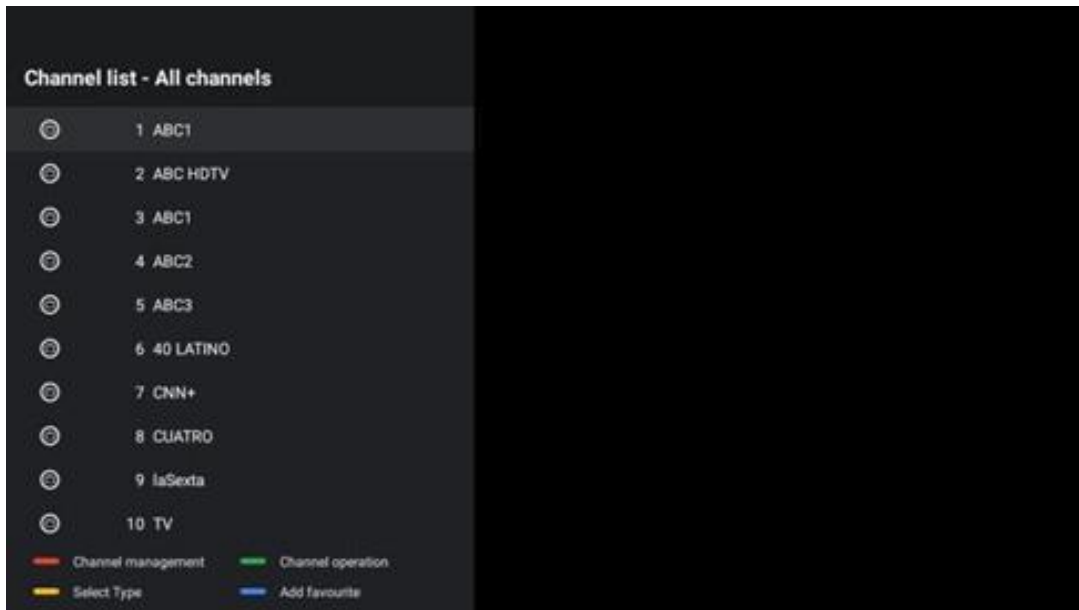 Channel list - All channels
1 ABC1
2 ABC HDTV
3 ABC1
4 ABC2
5 ABC3
6 40 LATINO
7 CNN+
8 CUATRO
9 laSexta
10 TV
Channel management Channel operation
Select Type Add favourite